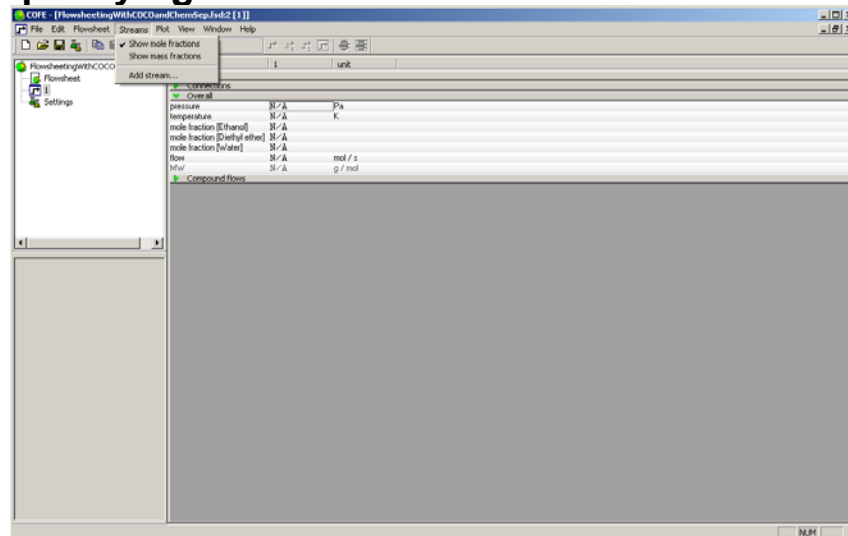 COFE - [FlowsheetingWithCOCOandChemSep.fsd:2 [1]]
File Edit Flowsheet Streams Plot View Window Help
Show mole fractions
Show mass fractions
Add stream...
FlowsheetingWithCOCO
Flowsheet
1
Settings
1 unit
Connections
Overall
pressure N/A Pa
temperature N/A K
mole fraction [Ethanol] N/A
mole fraction [Diethyl ether] N/A
mole fraction [Water] N/A
flow N/A mol / s
MW N/A g / mol
Compound flows
NUM